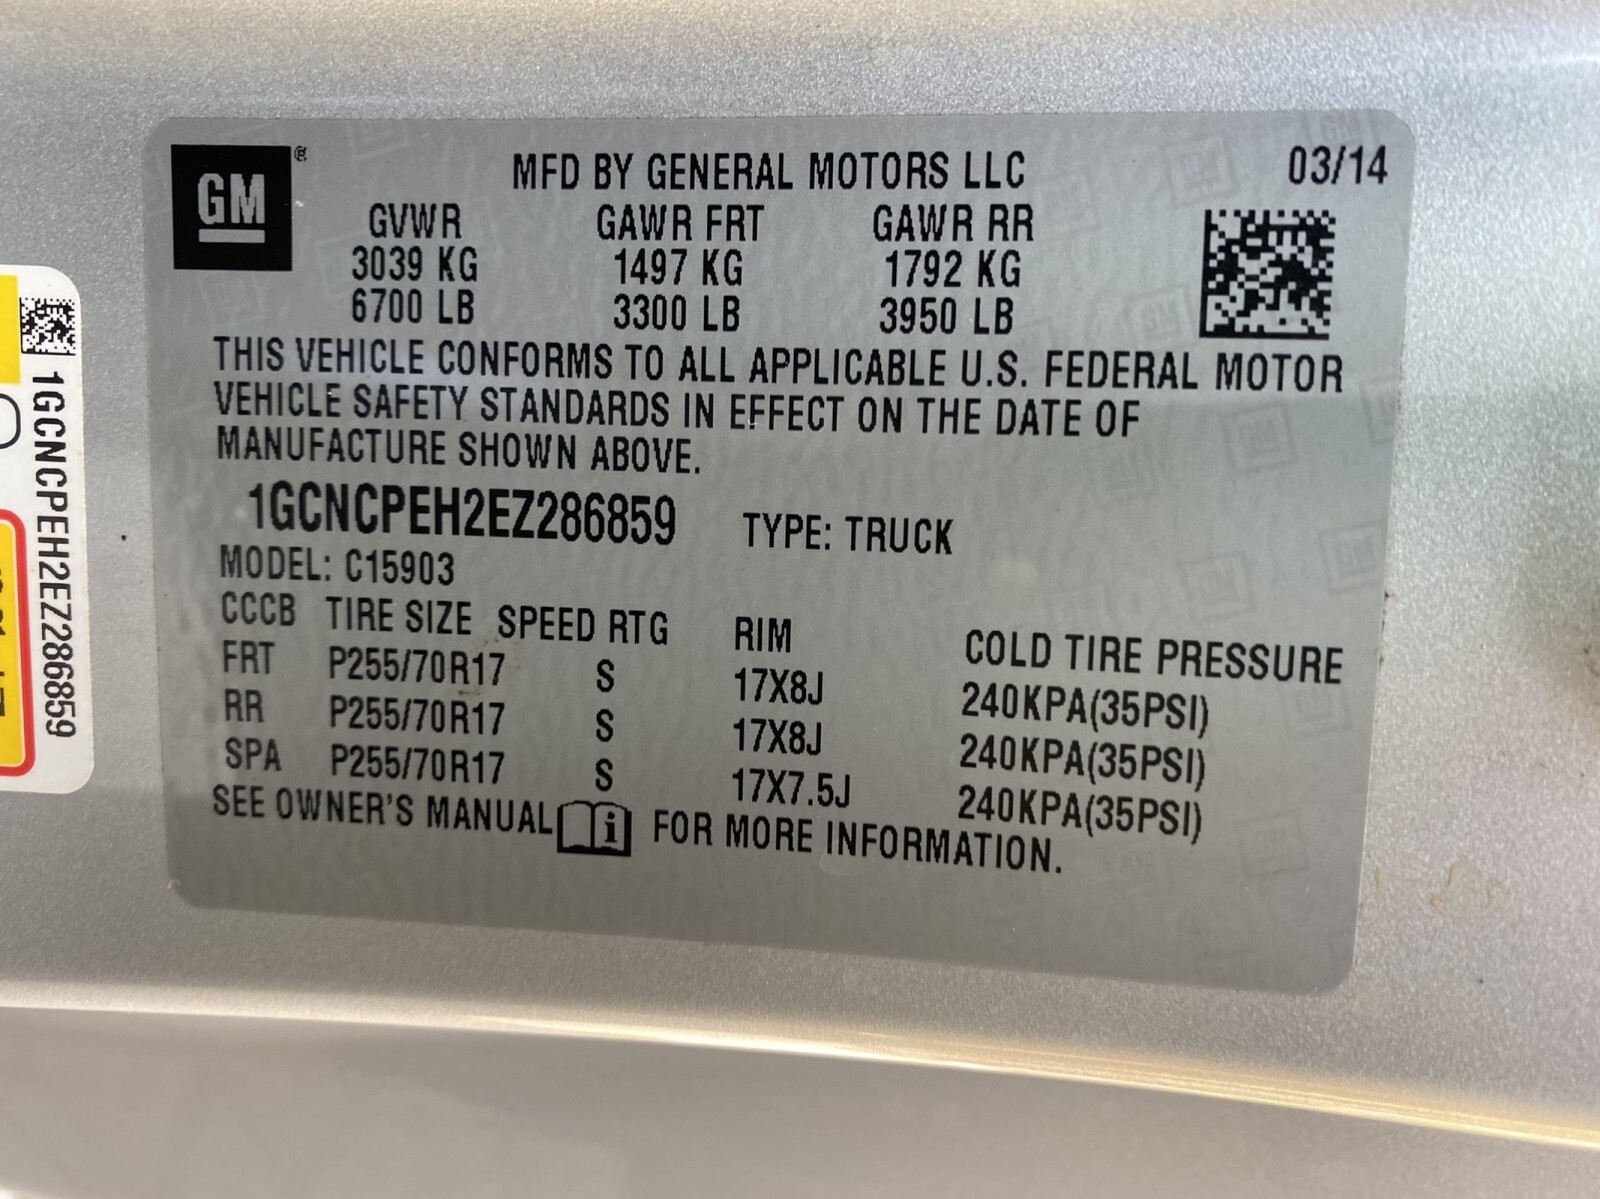 GM
®
MFD BY GENERAL MOTORS LLC
03/14
GVWR GAWR FRT GAWR RR
3039 KG 1497 KG 1792 KG
6700 LB 3300 LB 3950 LB
THIS VEHICLE CONFORMS TO ALL APPLICABLE U.S. FEDERAL MOTOR
VEHICLE SAFETY STANDARDS IN EFFECT ON THE DATE OF
MANUFACTURE SHOWN ABOVE.
1GCNCPEH2EZ286859 TYPE: TRUCK
MODEL: C15903
CCCB TIRE SIZE SPEED RTG RIM COLD TIRE PRESSURE
FRT P255/70R17 S 17X8J 240KPA(35PSI)
RR P255/70R17 S 17X8J 240KPA(35PSI)
SPA P255/70R17 S 17X7.5J 240KPA(35PSI)
SEE OWNER'S MANUAL i FOR MORE INFORMATION.
1GCNCPEH2EZ286859